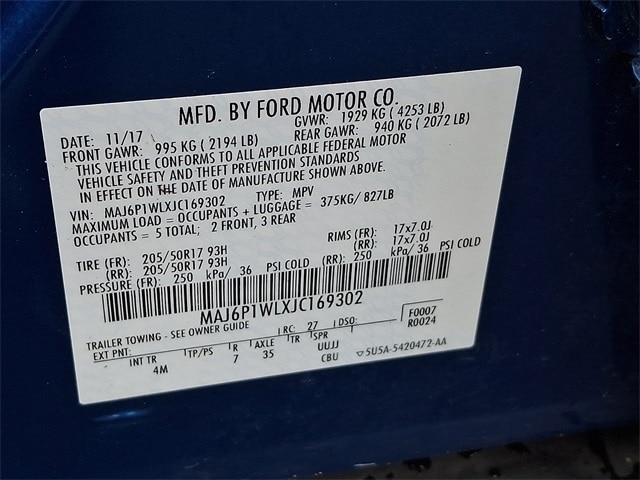 MFD. BY FORD MOTOR CO.
DATE: 11/17 GVWR: 1929 KG ( 4253 LB)
FRONT GAWR: 995 KG ( 2194 LB) REAR GAWR: 940 KG ( 2072 LB)
THIS VEHICLE CONFORMS TO ALL APPLICABLE FEDERAL MOTOR
VEHICLE SAFETY AND THEFT PREVENTION STANDARDS
IN EFFECT ON THE DATE OF MANUFACTURE SHOWN ABOVE.
VIN: MAJ6P1WLXJC169302 TYPE: MPV
MAXIMUM LOAD = OCCUPANTS + LUGGAGE = 375KG/ 827LB
OCCUPANTS = 5 TOTAL; 2 FRONT, 3 REAR
TIRE (FR): 205/50R17 93H RIMS (FR): 17x7.0J
(RR): 205/50R17 93H (RR): 17x7.0J
PRESSURE (FR): 250 kPa/ 36 PSI COLD (RR): 250 kPa/ 36 PSI COLD
MAJ6P1WLXJC169302
TRAILER TOWING - SEE OWNER GUIDE F0007
EXT PNT: RC: 27 DSO: R0024
INT TR TP/PS R AXLE TR SPR UUJJ
4M 7 35 CBU 5U5A-5420472-AA